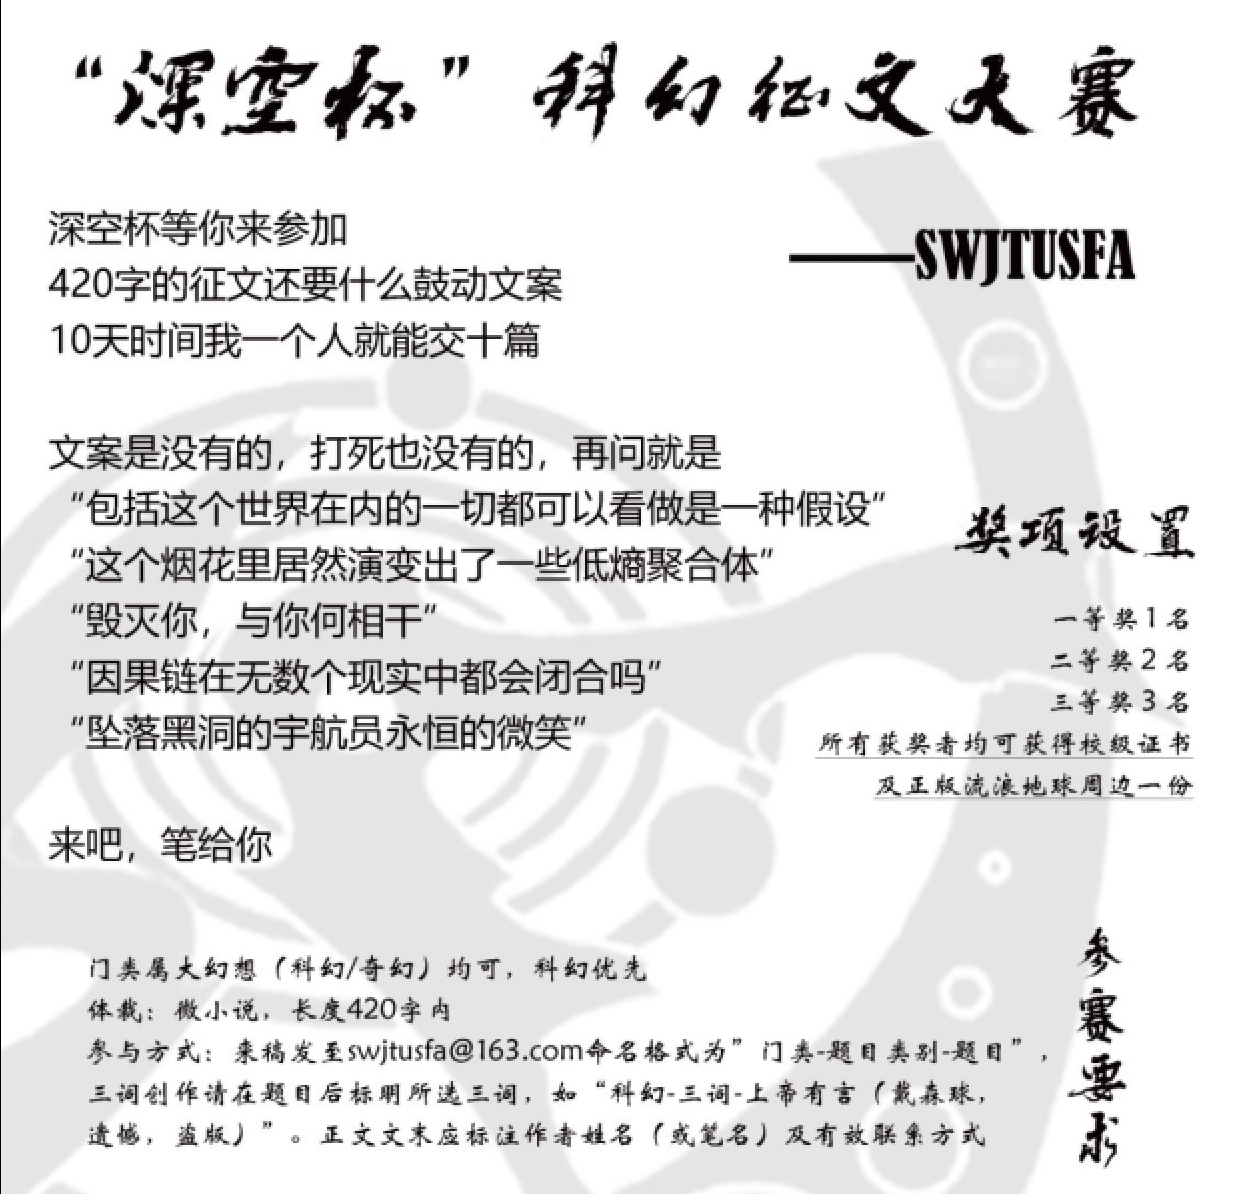 “深空杯”科幻征文大赛
——SWJTUSFA
深空杯等你来参加
420字的征文还要什么鼓动文案
10天时间我一个人就能交十篇
文案是没有的，打死也没有的，再问就是
“包括这个世界在内的一切都可以看做是一种假设”
“这个烟花里居然演变出了一些低熵聚合体”
“毁灭你，与你何相干”
“因果链在无数个现实中都会闭合吗”
“坠落黑洞的宇航员永恒的微笑”
来吧，笔给你
奖项设置
一等奖1名
二等奖2名
三等奖3名
所有获奖者均可获得校级证书
及正版流浪地球周边一份
参赛要求
门类属大幻想（科幻/奇幻）均可，科幻优先
体裁：微小说，长度420字内
参与方式：来稿发至swjtusfa@163.com命名格式为”门类-题目类别-题目”，
三词创作请在题目后标明所选三词，如“科幻-三词-上帝有言（戴森球，
遗憾，盗版）”。正文文末应标注作者姓名（或笔名）及有效联系方式